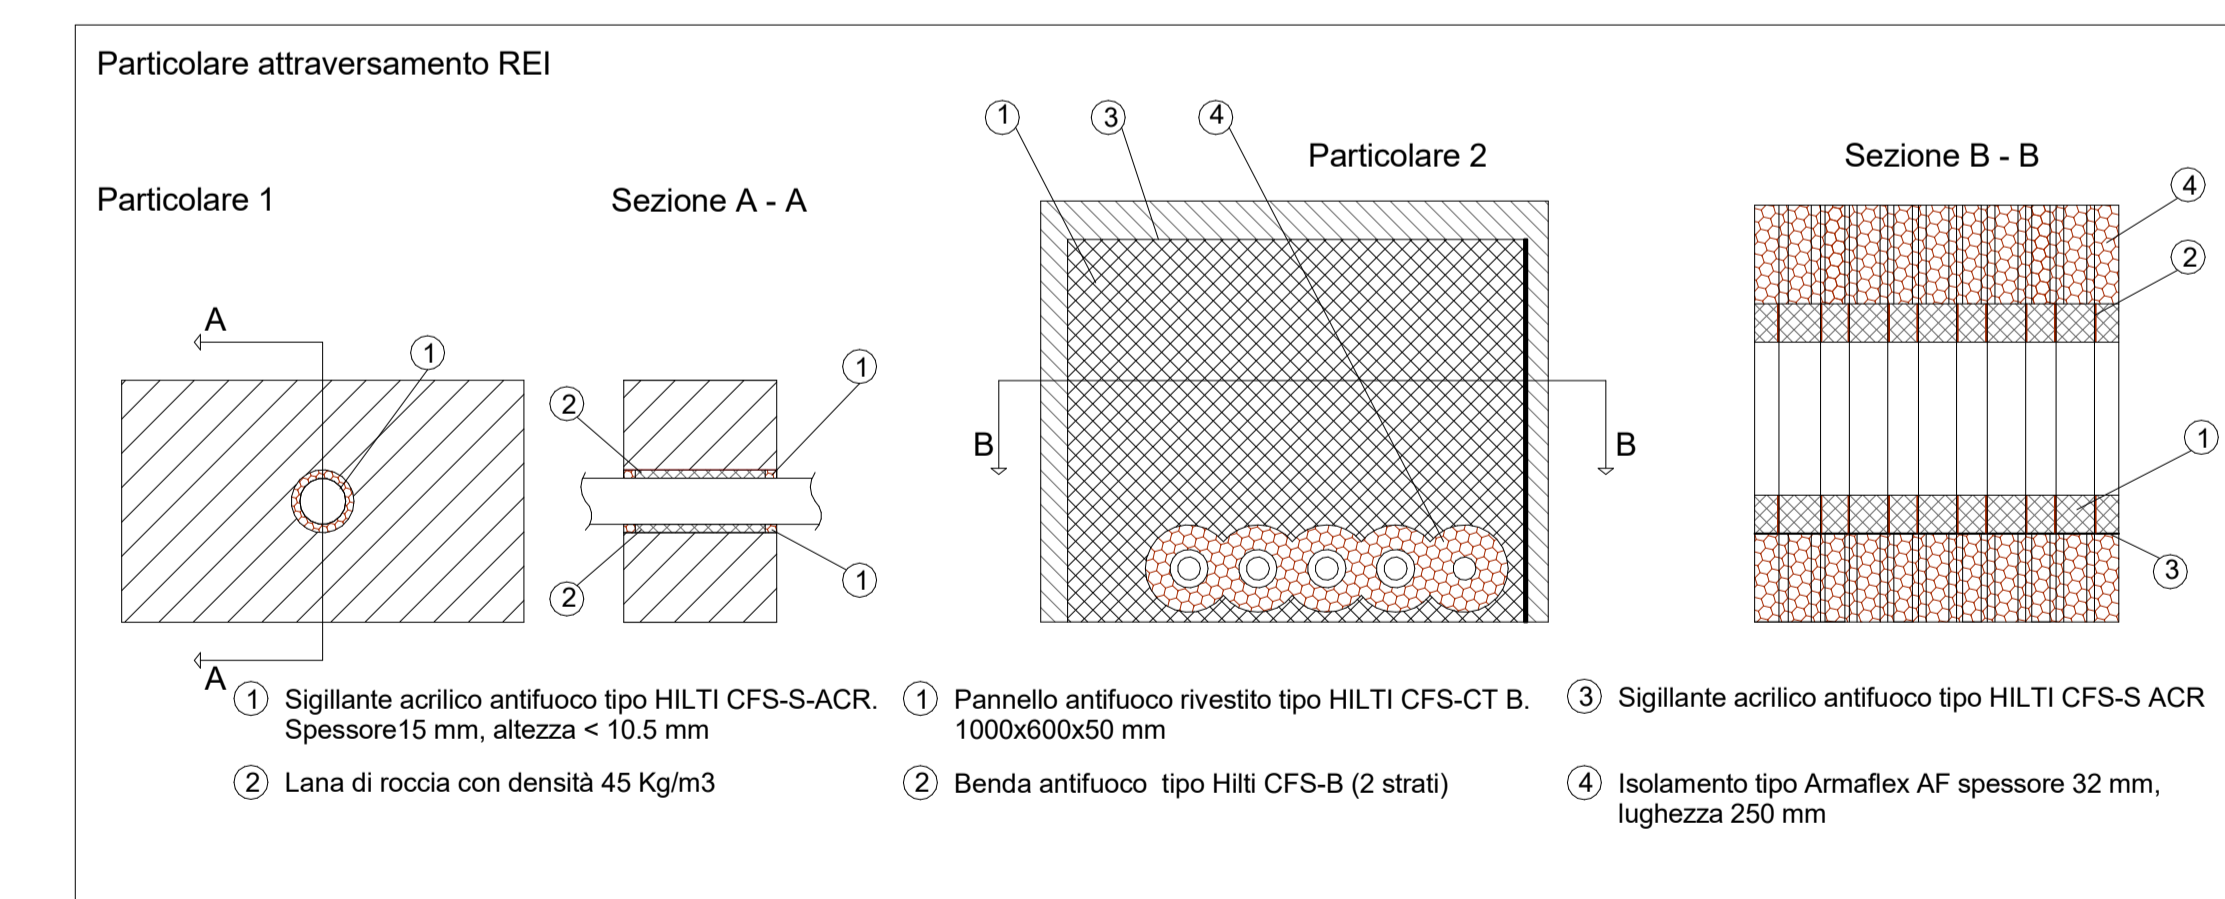 Particolare attraversamento REI
1
3
4
Particolare 2
Sezione B - B
4
Particolare 1
Sezione A - A
2
A
1
1
2
B
B
1
2
1
3
A
1 Sigillante acrilico antifuoco tipo HILTI CFS-S-ACR.
Spessore15 mm, altezza < 10.5 mm
2 Lana di roccia con densità 45 Kg/m3
1 Pannello antifuoco rivestito tipo HILTI CFS-CT B.
1000x600x50 mm
2 Benda antifuoco tipo Hilti CFS-B (2 strati)
3 Sigillante acrilico antifuoco tipo HILTI CFS-S ACR
4 Isolamento tipo Armaflex AF spessore 32 mm,
lughezza 250 mm